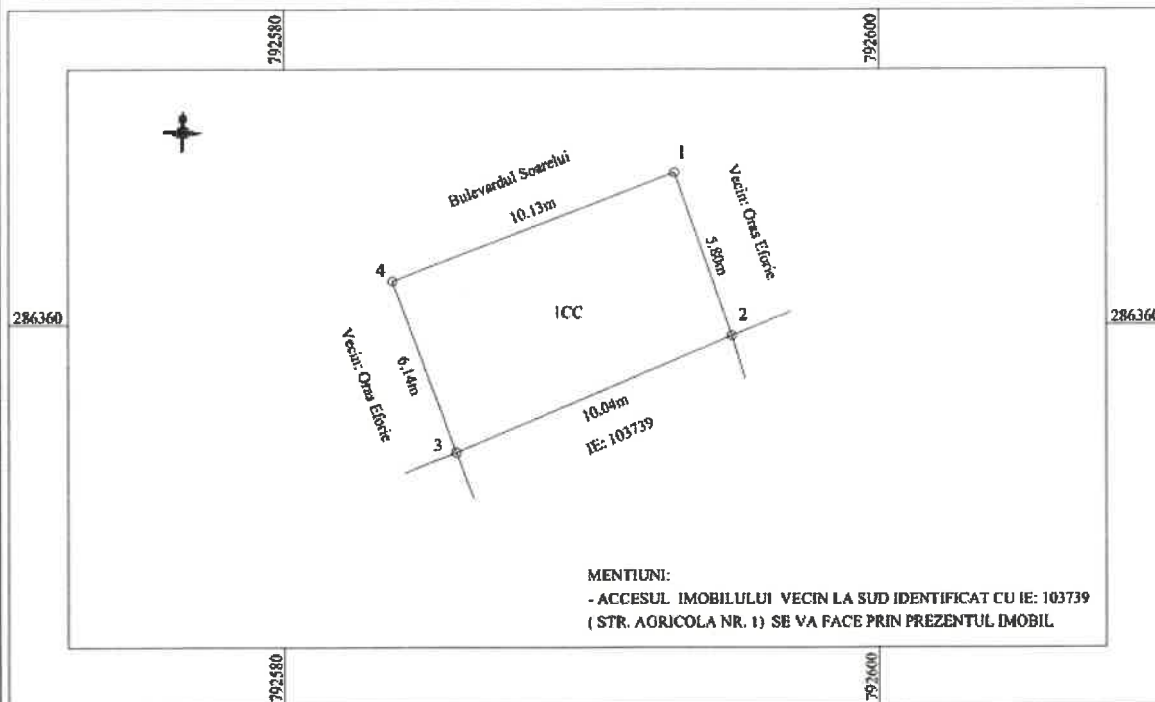 792580
792600
1
Bulevardul Soarelui
Vecin: Oras Eforie
10.13m
5,80m
4
1CC
2
286360
286360
Vecin: Oras Eforie
6,14m
10.04m
3
IE: 103739
MENTIUNI:
- ACCESUL IMOBILULUI VECIN LA SUD IDENTIFICAT CU IE: 103739
( STR. AGRICOLA NR. 1) SE VA FACE PRIN PREZENTUL IMOBIL
792580
792600